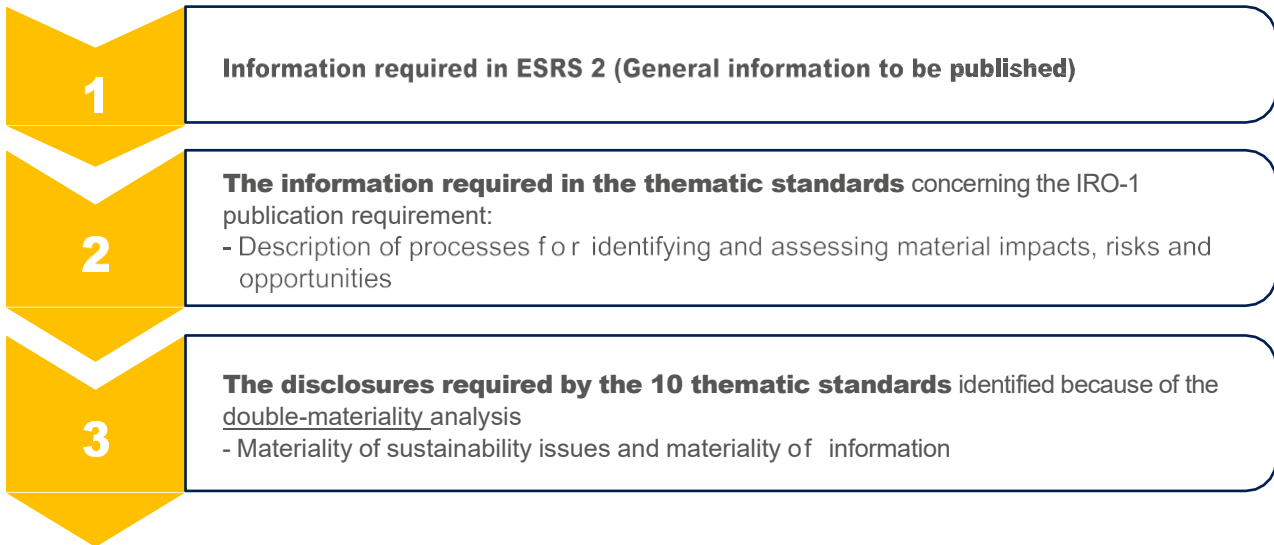 1
Information required in ESRS 2 (General information to be published)
2
The information required in the thematic standards concerning the IRO-1
publication requirement:
- Description of processes for identifying and assessing material impacts, risks and
opportunities
3
The disclosures required by the 10 thematic standards identified because of the
double-materiality analysis
- Materiality of sustainability issues and materiality of information